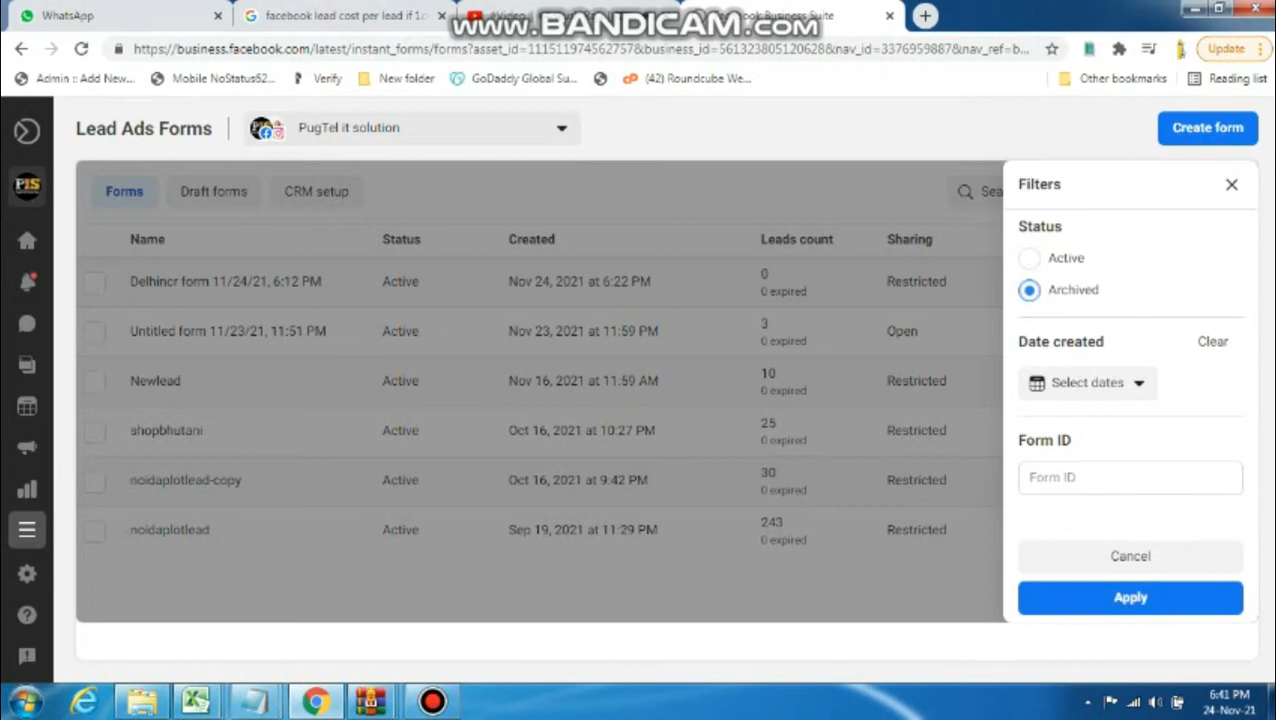 WhatsApp
facebook lead cost per lead if 1c
www.BANDICAM.com
Business Suite
https://business.facebook.com/latest/instant_forms/forms?asset_id=111511974562757&business_id=561323805120628&nav_id=3376959887&nav_ref=b...
Update
Admin :: Add New...
Mobile NoStatus52...
Verify
New folder
GoDaddy Global Su...
(42) Roundcube We...
Other bookmarks
Reading list
Lead Ads Forms
PugTel it solution
Create form
PIS
Forms
Draft forms
CRM setup
Sea
Name
Status
Created
Leads count
Sharing
Delhincr form 11/24/21, 6:12 PM
Active
Nov 24, 2021 at 6:22 PM
0
0 expired
Restricted
Untitled form 11/23/21, 11:51 PM
Active
Nov 23, 2021 at 11:59 PM
3
0 expired
Open
Newlead
Active
Nov 16, 2021 at 11:59 AM
10
0 expired
Restricted
shopbhutani
Active
Oct 16, 2021 at 10:27 PM
25
0 expired
Restricted
noidaplotlead-copy
Active
Oct 16, 2021 at 9:42 PM
30
0 expired
Restricted
noidaplotlead
Active
Sep 19, 2021 at 11:29 PM
243
0 expired
Restricted
Filters
Status
Active
Archived
Date created
Clear
Select dates
Form ID
Form ID
Cancel
Apply
6:41 PM
24-Nov-21